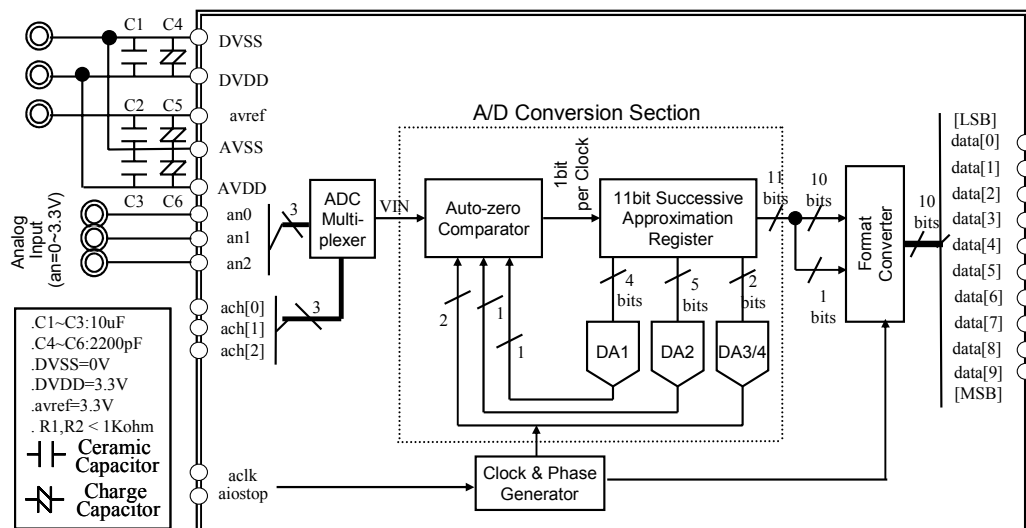 C1 C4
DVSS
DVDD
C2 C5
avref
AVSS
AVDD
C3 C6
Analog
Input
(an=0~3.3V)
an0
an1
an2
3
ach[0]
ach[1]
ach[2]
3
ADC
Multi-
plexer
VIN
A/D Conversion Section
Auto-zero
Comparator
1bit
per Clock
11bit Successive
Approximation
Register
11
bits
10
bits
1
bits
4
bits
5
bits
2
bits
2
1
1
DA1
DA2
DA3/4
Format
Converter
10
bits
[LSB]
data[0]
data[1]
data[2]
data[3]
data[4]
data[5]
data[6]
data[7]
data[8]
data[9]
[MSB]
.C1~C3:10uF
.C4~C6:2200pF
.DVSS=0V
.DVDD=3.3V
.avref=3.3V
. R1,R2 < 1Kohm
Ceramic
Capacitor
Charge
Capacitor
aclk
aiostop
Clock & Phase
Generator